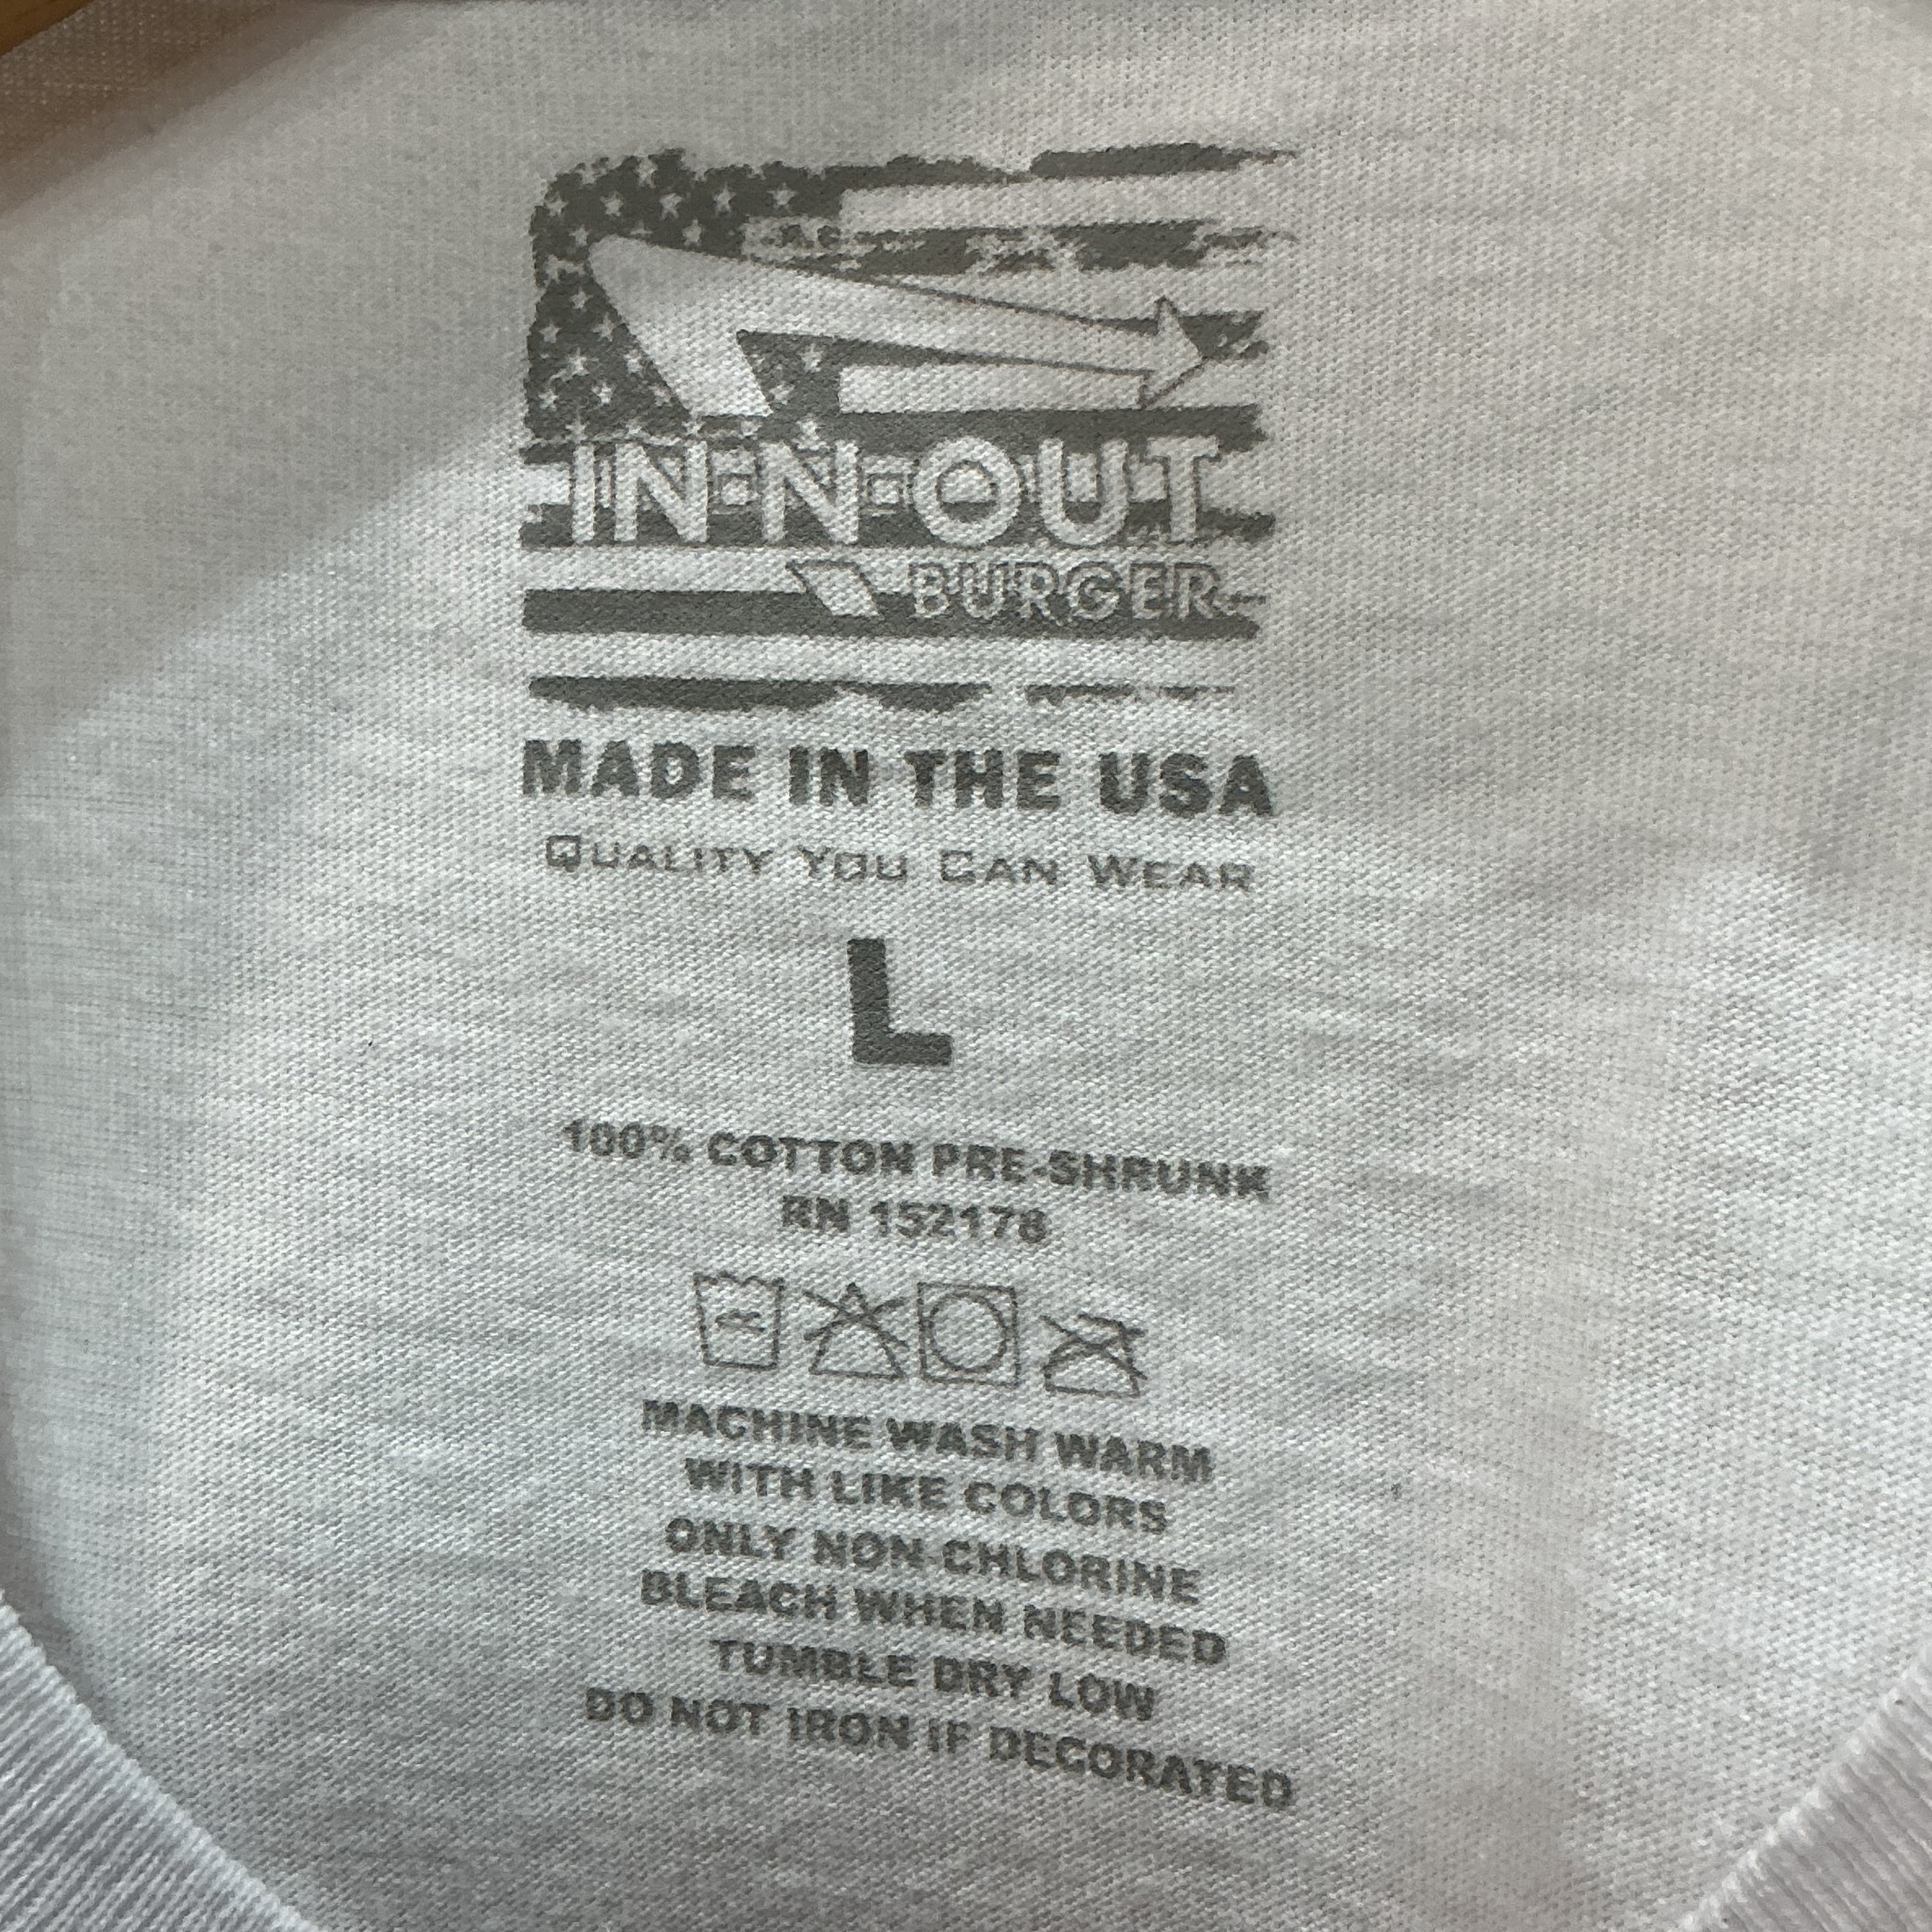 IN-N-OUT
BURGER
MADE IN THE USA
QUALITY YOU CAN WEAR
L
100% COTTON PRE-SHRUNK
RN 152178
MACHINE WASH WARM
WITH LIKE COLORS
ONLY NON-CHLORINE
BLEACH WHEN NEEDED
TUMBLE DRY LOW
DO NOT IRON IF DECORATED